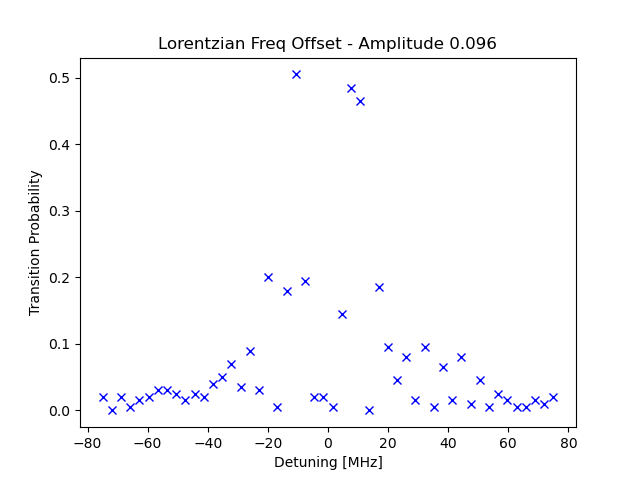 Lorentzian Freq Offset - Amplitude 0.096
Transition Probability
0.5
0.4
0.3
0.2
0.1
0.0
−80 −60 −40 −20 0 20 40 60 80
Detuning [MHz]